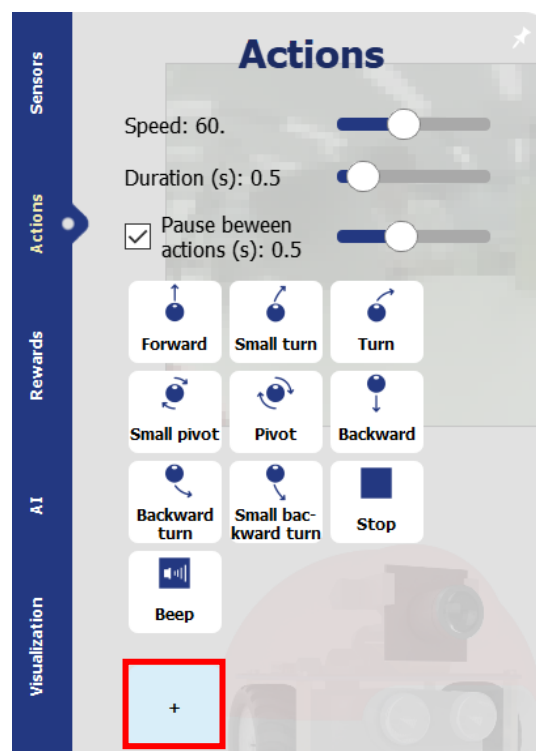 Actions
Sensors
Actions
Rewards
AI
Visualization
Speed: 60.
Duration (s): 0.5
Pause beween
actions (s): 0.5
Forward
Small turn
Turn
Small pivot
Pivot
Backward
Backward
turn
Small bac-
kward turn
Stop
Beep
+